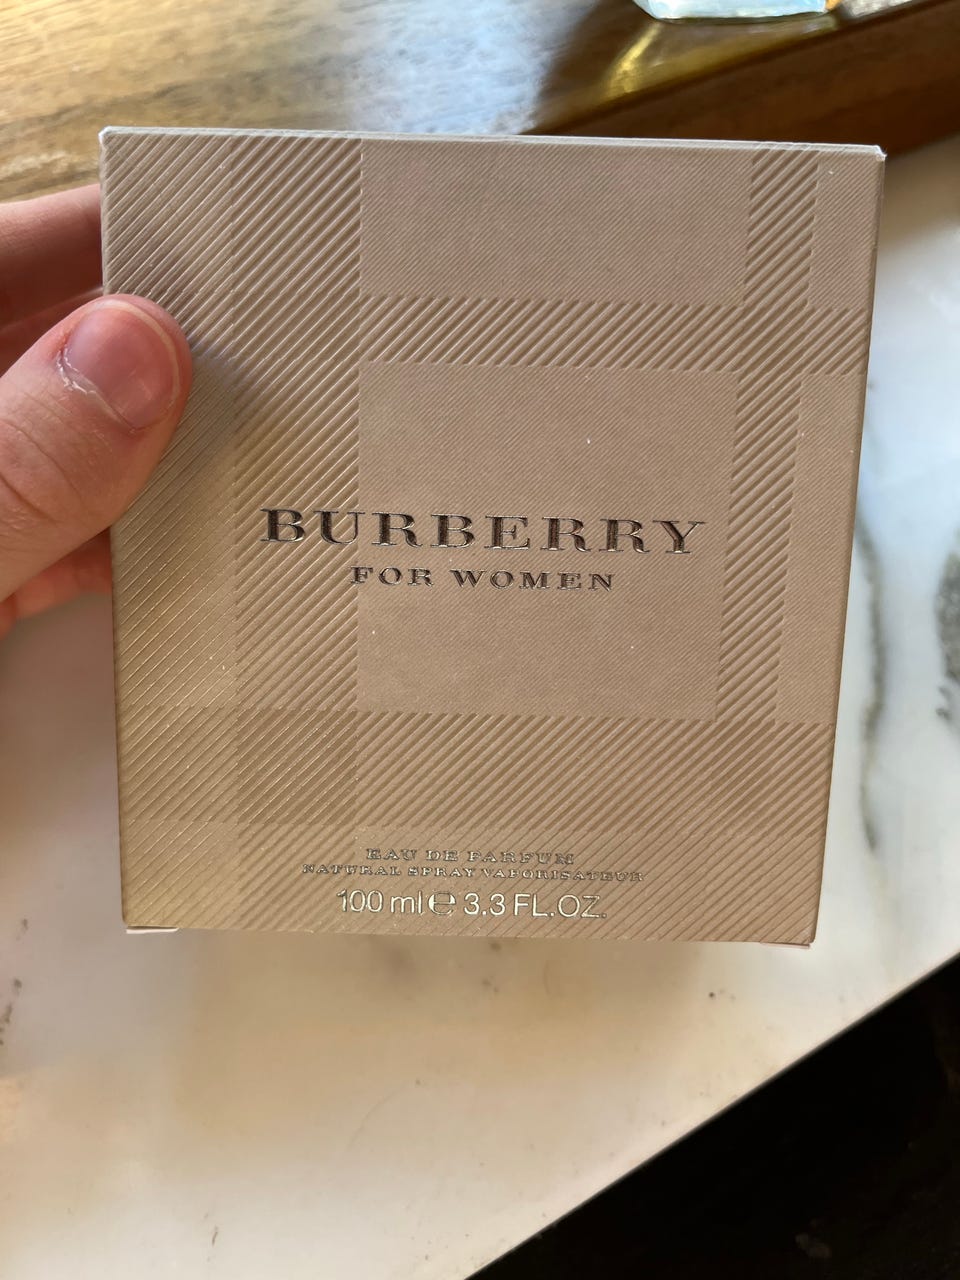 BURBERRY
FOR WOMEN
EAU DE PARFUM
NATURAL SPRAY VAPORISATEUR
100 ml ℮ 3.3 FL.OZ.